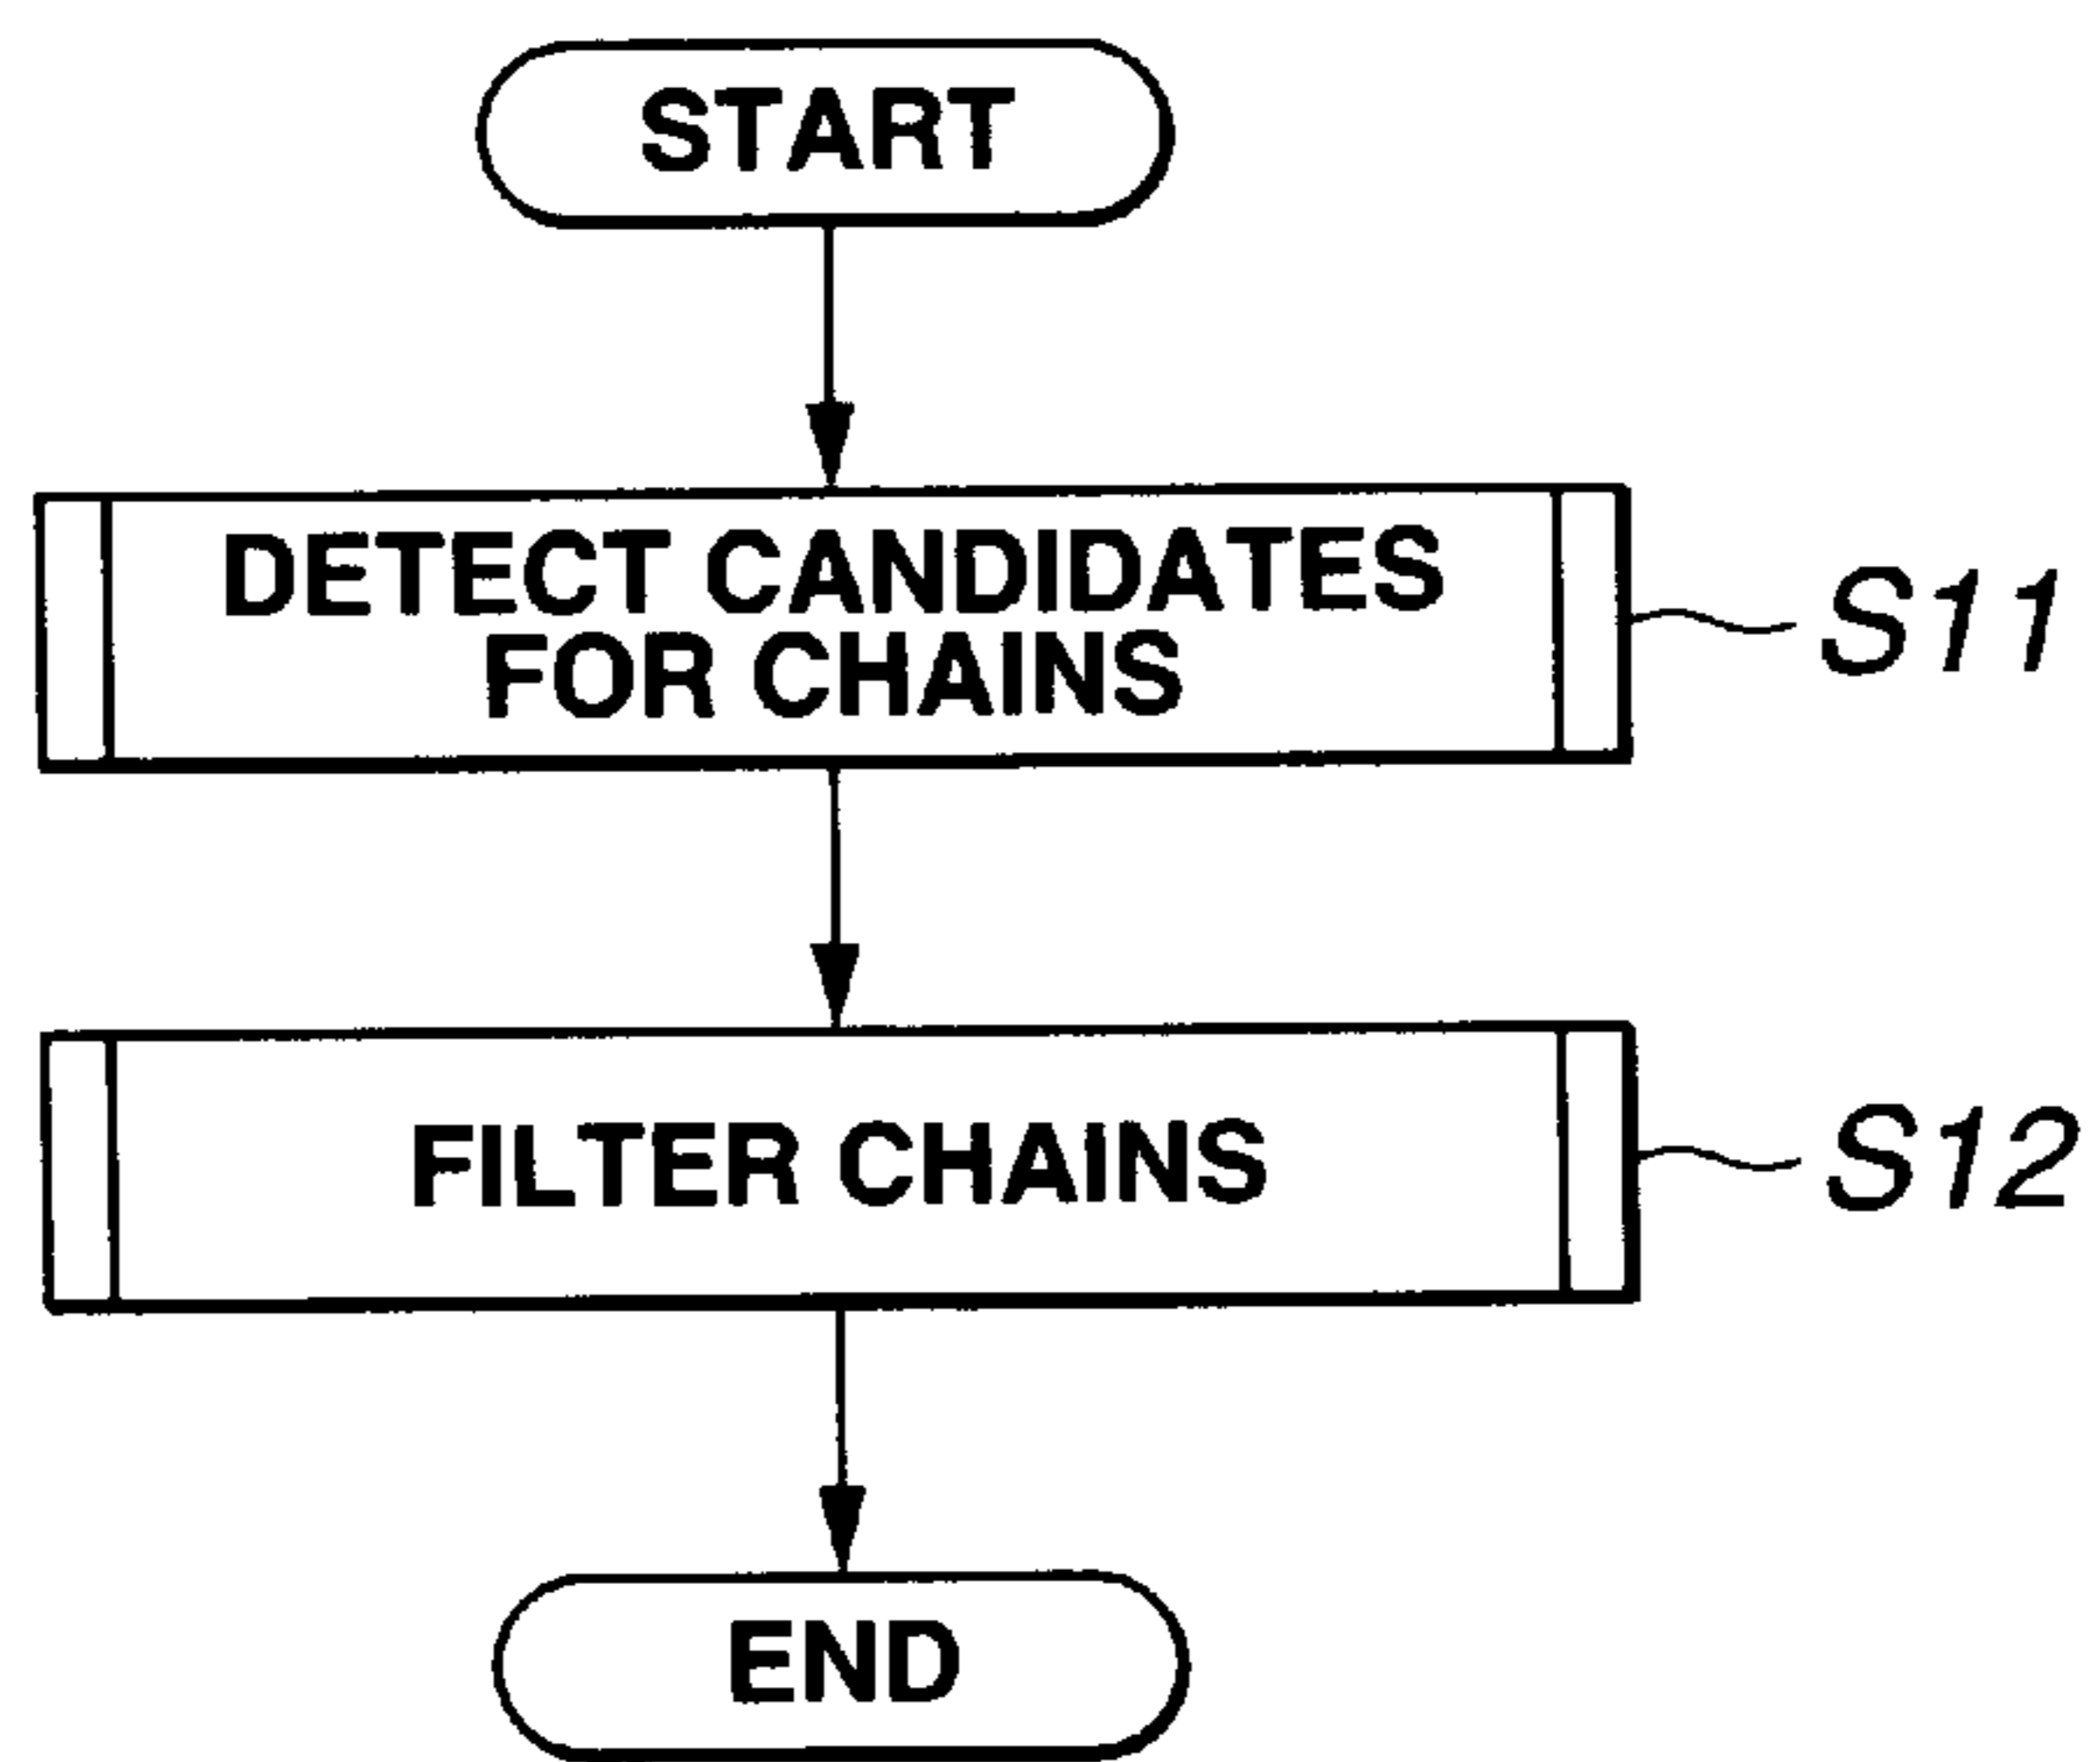 START
DETECT CANDIDATES
FOR CHAINS
S11
FILTER CHAINS
S12
END